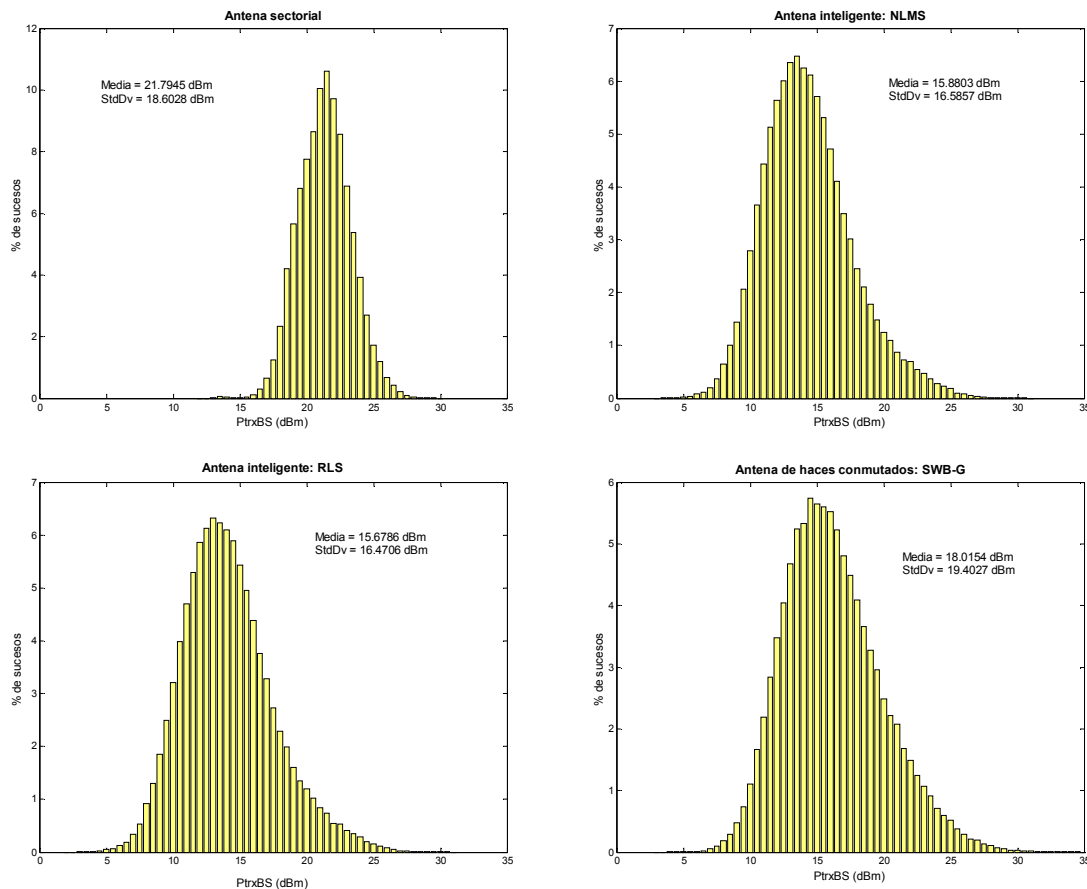 Antena sectorial
12
10
8
6
4
2
0
% de sucesos
Media = 21.7945 dBm
StdDv = 18.6028 dBm
0 5 10 15 20 25 30 35
PtrxBS (dBm)
Antena inteligente: NLMS
7
6
5
4
3
2
1
0
% de sucesos
Media = 15.8803 dBm
StdDv = 16.5857 dBm
0 5 10 15 20 25 30 35
PtrxBS (dBm)
Antena inteligente: RLS
7
6
5
4
3
2
1
0
% de sucesos
Media = 15.6786 dBm
StdDv = 16.4706 dBm
0 5 10 15 20 25 30 35
PtrxBS (dBm)
Antena de haces conmutados: SWB-G
6
5
4
3
2
1
0
% de sucesos
Media = 18.0154 dBm
StdDv = 19.4027 dBm
0 5 10 15 20 25 30 35
PtrxBS (dBm)